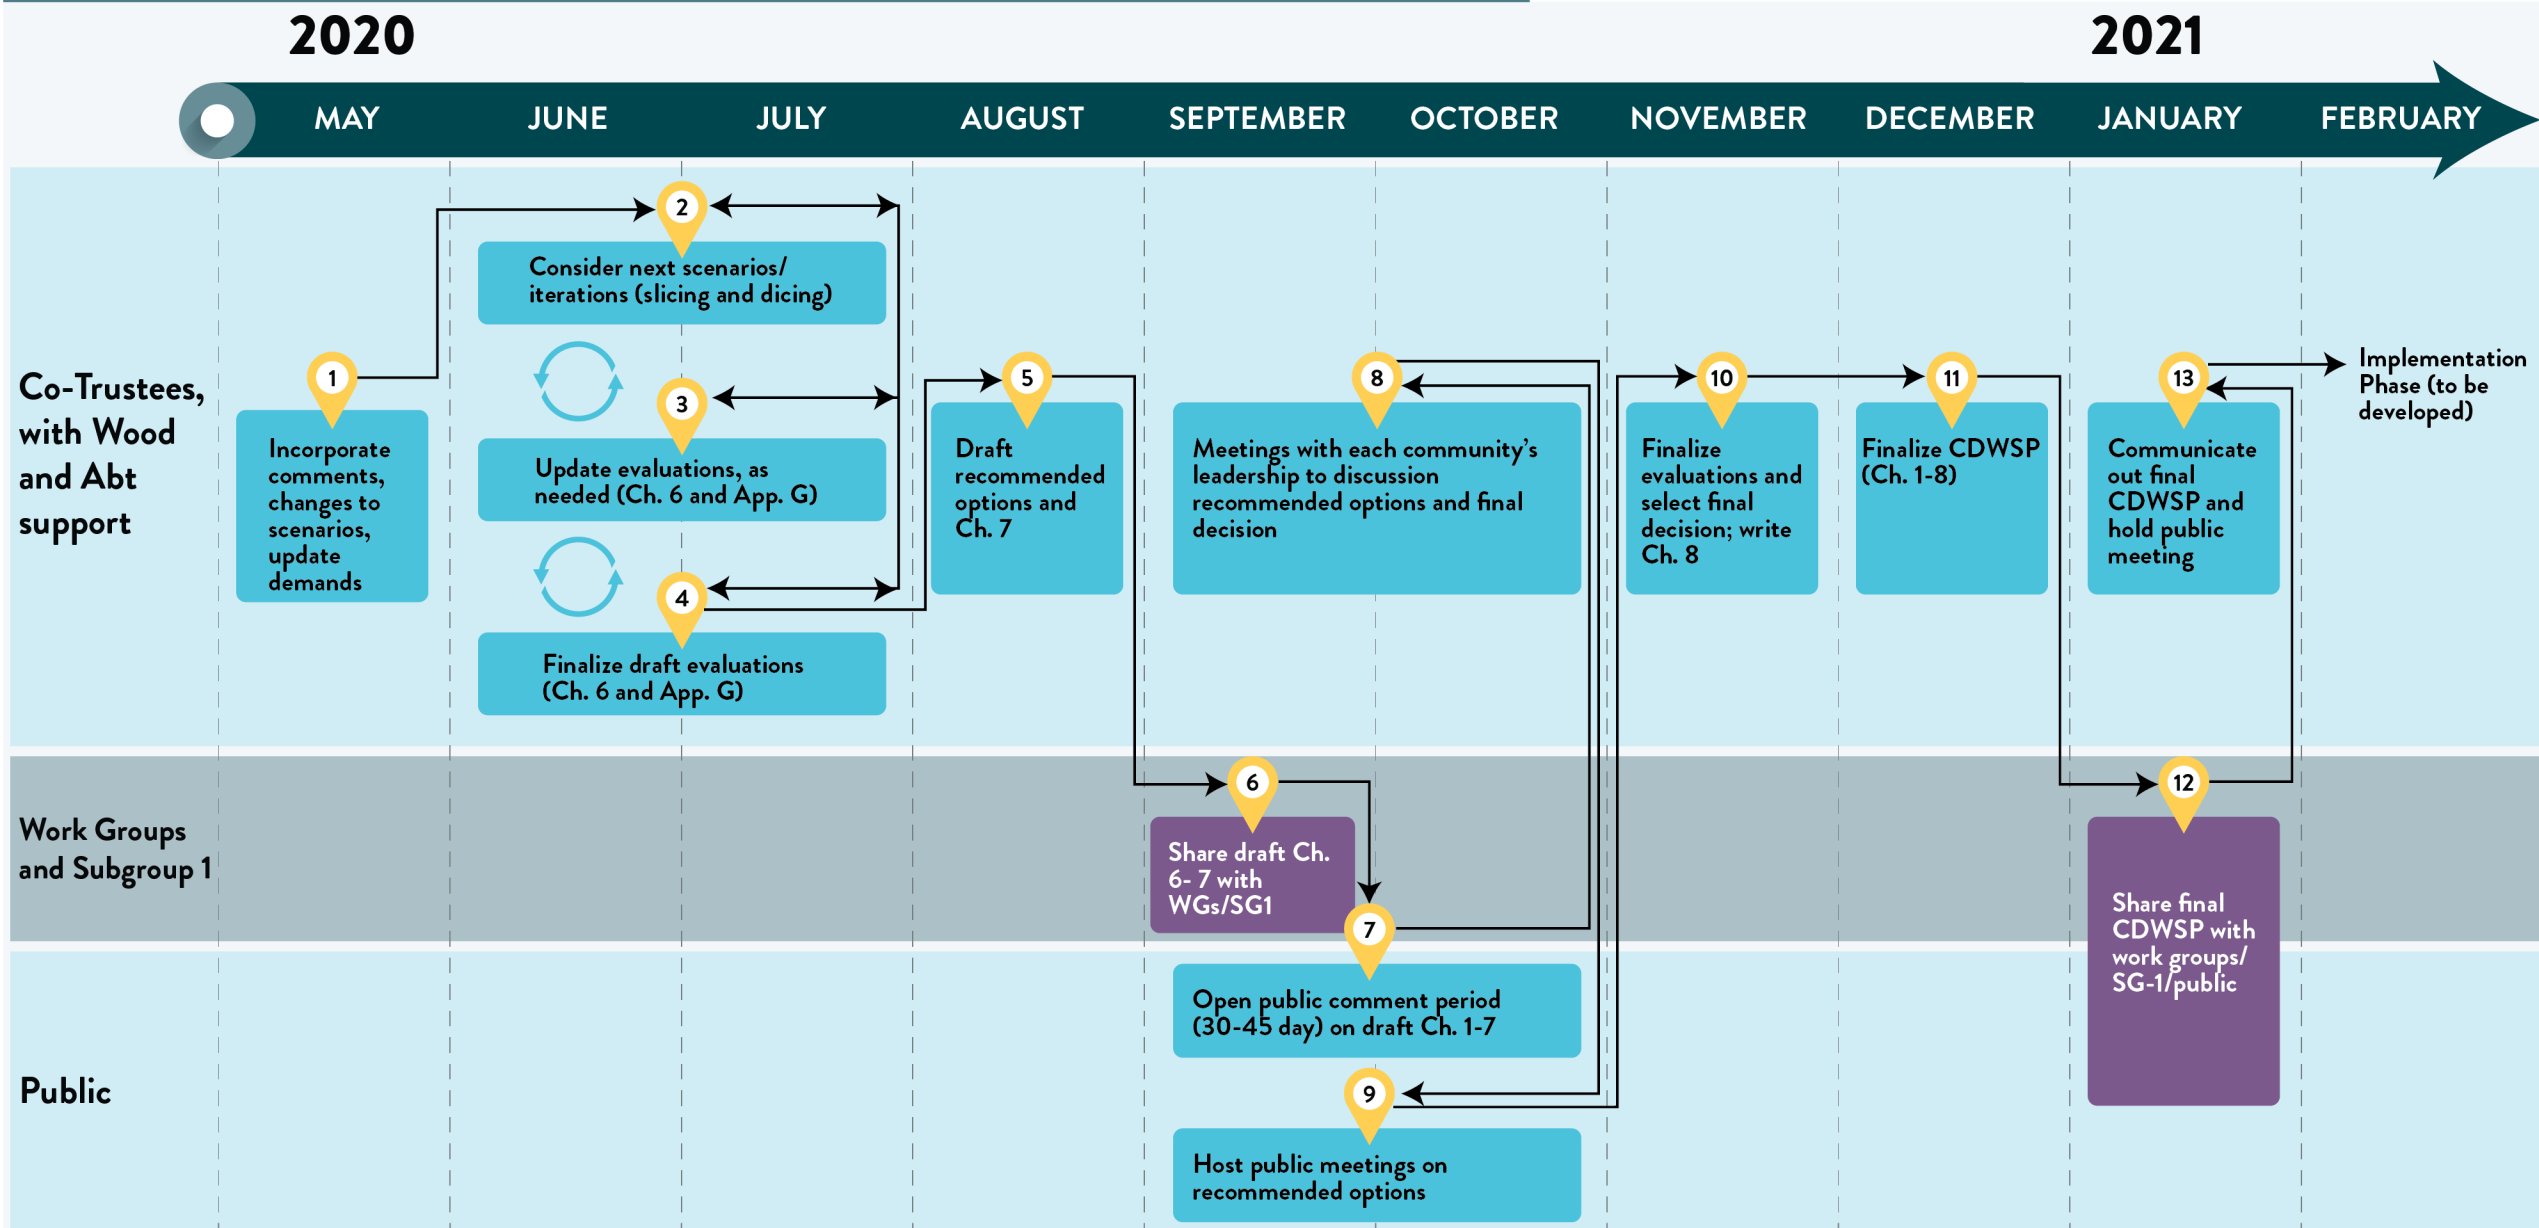 2020
2021
MAY
JUNE
JULY
AUGUST
SEPTEMBER
OCTOBER
NOVEMBER
DECEMBER
JANUARY
FEBRUARY
Co-Trustees,
with Wood
and Abt
support
1
Incorporate
comments,
changes to
scenarios,
update
demands
2
Consider next scenarios/
iterations (slicing and dicing)
3
Update evaluations, as
needed (Ch. 6 and App. G)
4
Finalize draft evaluations
(Ch. 6 and App. G)
5
Draft
recommended
options and
Ch. 7
8
Meetings with each community's
leadership to discussion
recommended options and final
decision
10
Finalize
evaluations and
select final
decision; write
Ch. 8
11
Finalize CDWSP
(Ch. 1-8)
13
Communicate
out final
CDWSP and
hold public
meeting
Implementation
Phase (to be
developed)
Work Groups
and Subgroup 1
6
Share draft Ch.
6- 7 with
WGs/SG1
12
Share final
CDWSP with
work groups/
SG-1/public
Public
7
Open public comment period
(30-45 day) on draft Ch. 1-7
9
Host public meetings on
recommended options